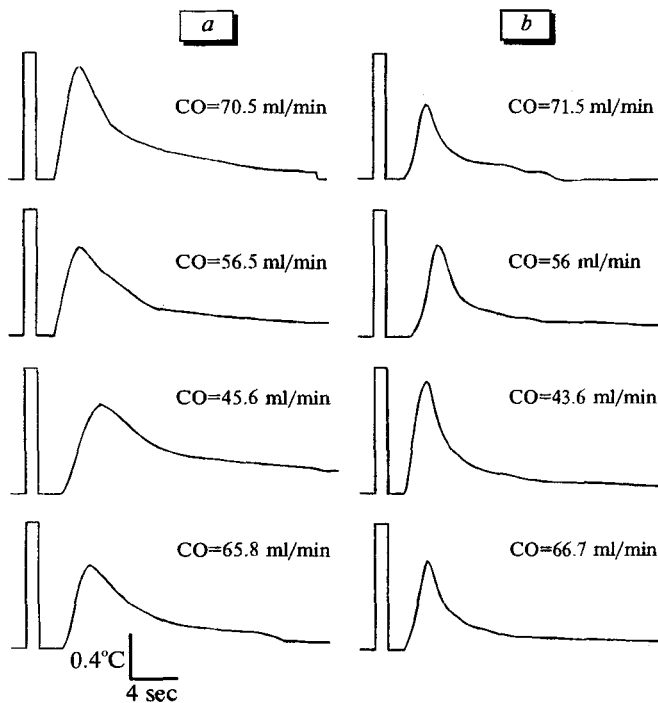 a
b
CO=70.5 ml/min
CO=71.5 ml/min
CO=56.5 ml/min
CO=56 ml/min
CO=45.6 ml/min
CO=43.6 ml/min
CO=65.8 ml/min
CO=66.7 ml/min
0.4°C
4 sec